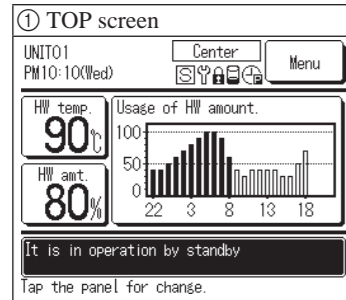 ① TOP screen
UNIT01
PM10:10(Wed)
Center
S
Menu
HW temp.
90℃
HW amt.
80%
Usage of HW amount.
100
50
0
22 3 8 13 18
It is in operation by standby
Tap the panel for change.